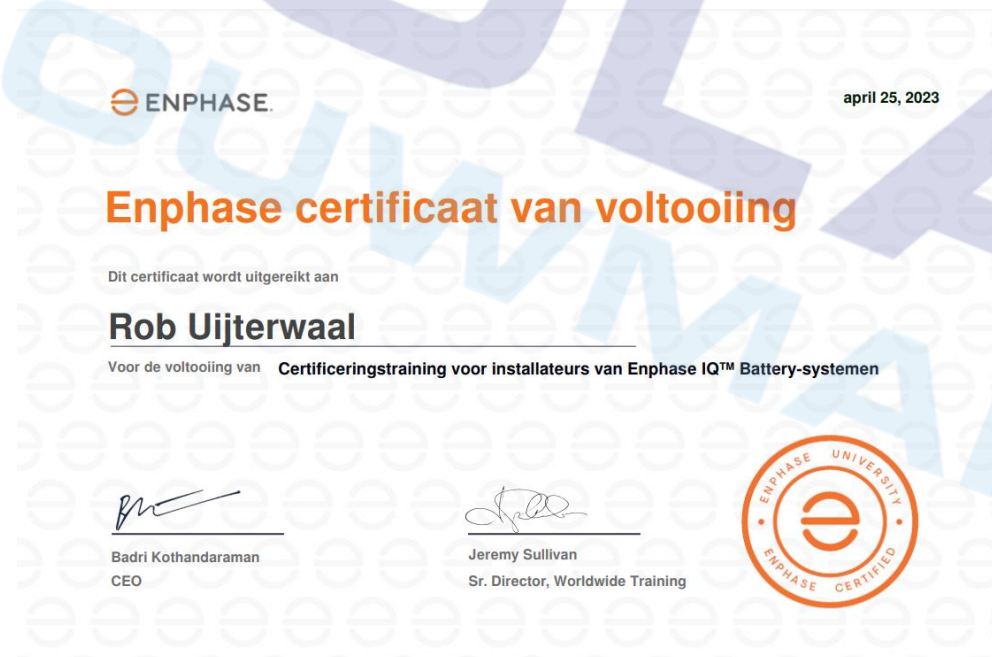 ENPHASE.
april 25, 2023
Enphase certificaat van voltooiing
Dit certificaat wordt uitgereikt aan
Rob Uijterwaal
Voor de voltooiing van Certificeringstraining voor installateurs van Enphase IQ™ Battery-systemen
Badri Kothandaraman
CEO
Jeremy Sullivan
Sr. Director, Worldwide Training
ENPHASE UNIVERSITY
ENPHASE CERTIFIED